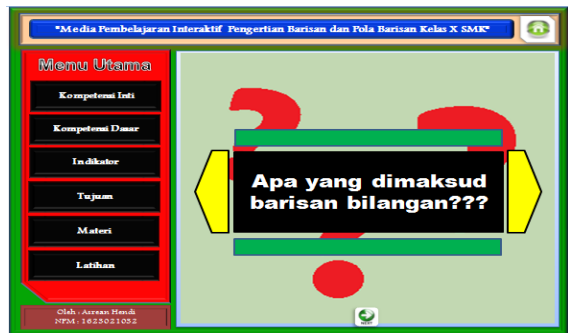 "Media Pembelajaran Interaktif Pengertian Barisan dan Pola Barisan Kelas X SMK"
Menu Utama
Kompetensi Inti
Kompetensi Dasar
Indikator
Tujuan
Materi
Latihan
Oleh : Azrean Hendi
NPM : 1623021032
Apa yang dimaksud
barisan bilangan???
NEXT